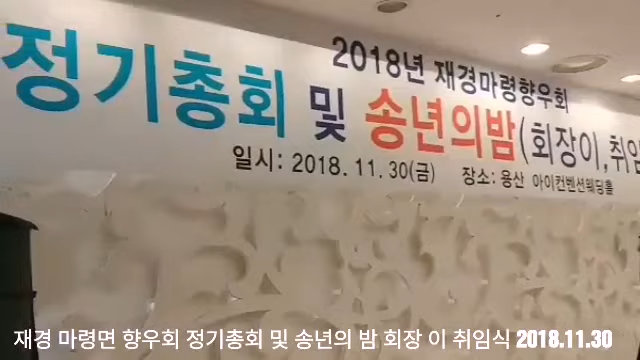 2018년 재경마령향우회
정기총회 및 송년의밤(회장이,취임
일시: 2018. 11. 30(금) 장소: 용산 아이컨벤션웨딩홀
재경 마령면 향우회 정기총회 및 송년의 밤 회장 이 취임식 2018.11.30